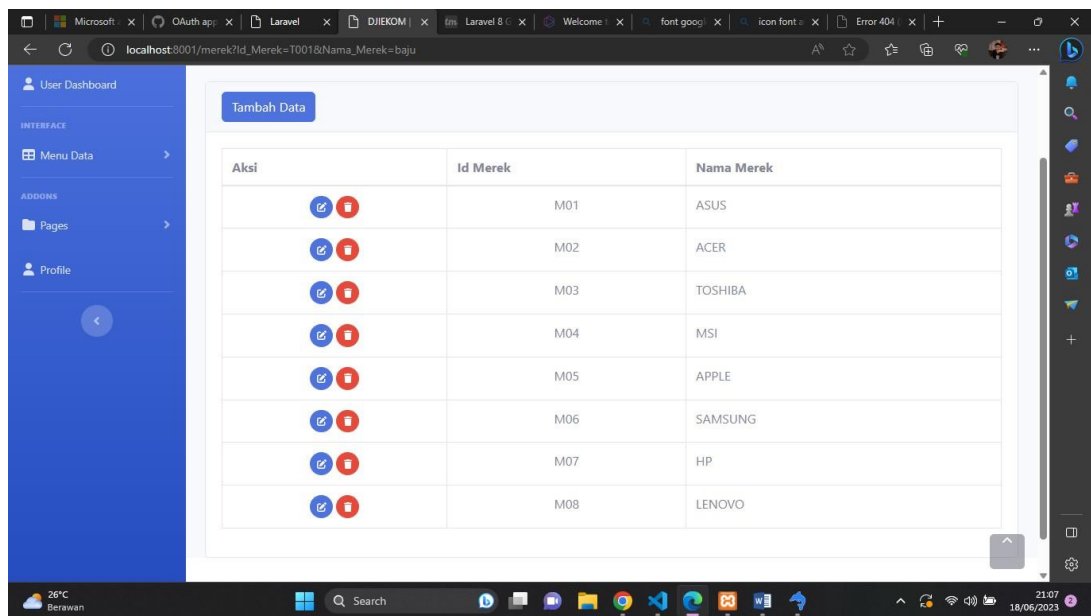 Microsoft
OAuth app
Laravel
DJIEKOM |
tm Laravel 8
Welcome
font goog
icon font a
Error 404 (
localhost:8001/merek?Id_Merek=T001&Nama_Merek=baju
User Dashboard
INTERFACE
Menu Data
ADDONS
Pages
Profile
Tambah Data
Aksi Id Merek Nama Merek
M01 ASUS
M02 ACER
M03 TOSHIBA
M04 MSI
M05 APPLE
M06 SAMSUNG
M07 HP
M08 LENOVO
26°C
Berawan
Search
21:07
18/06/2023
2